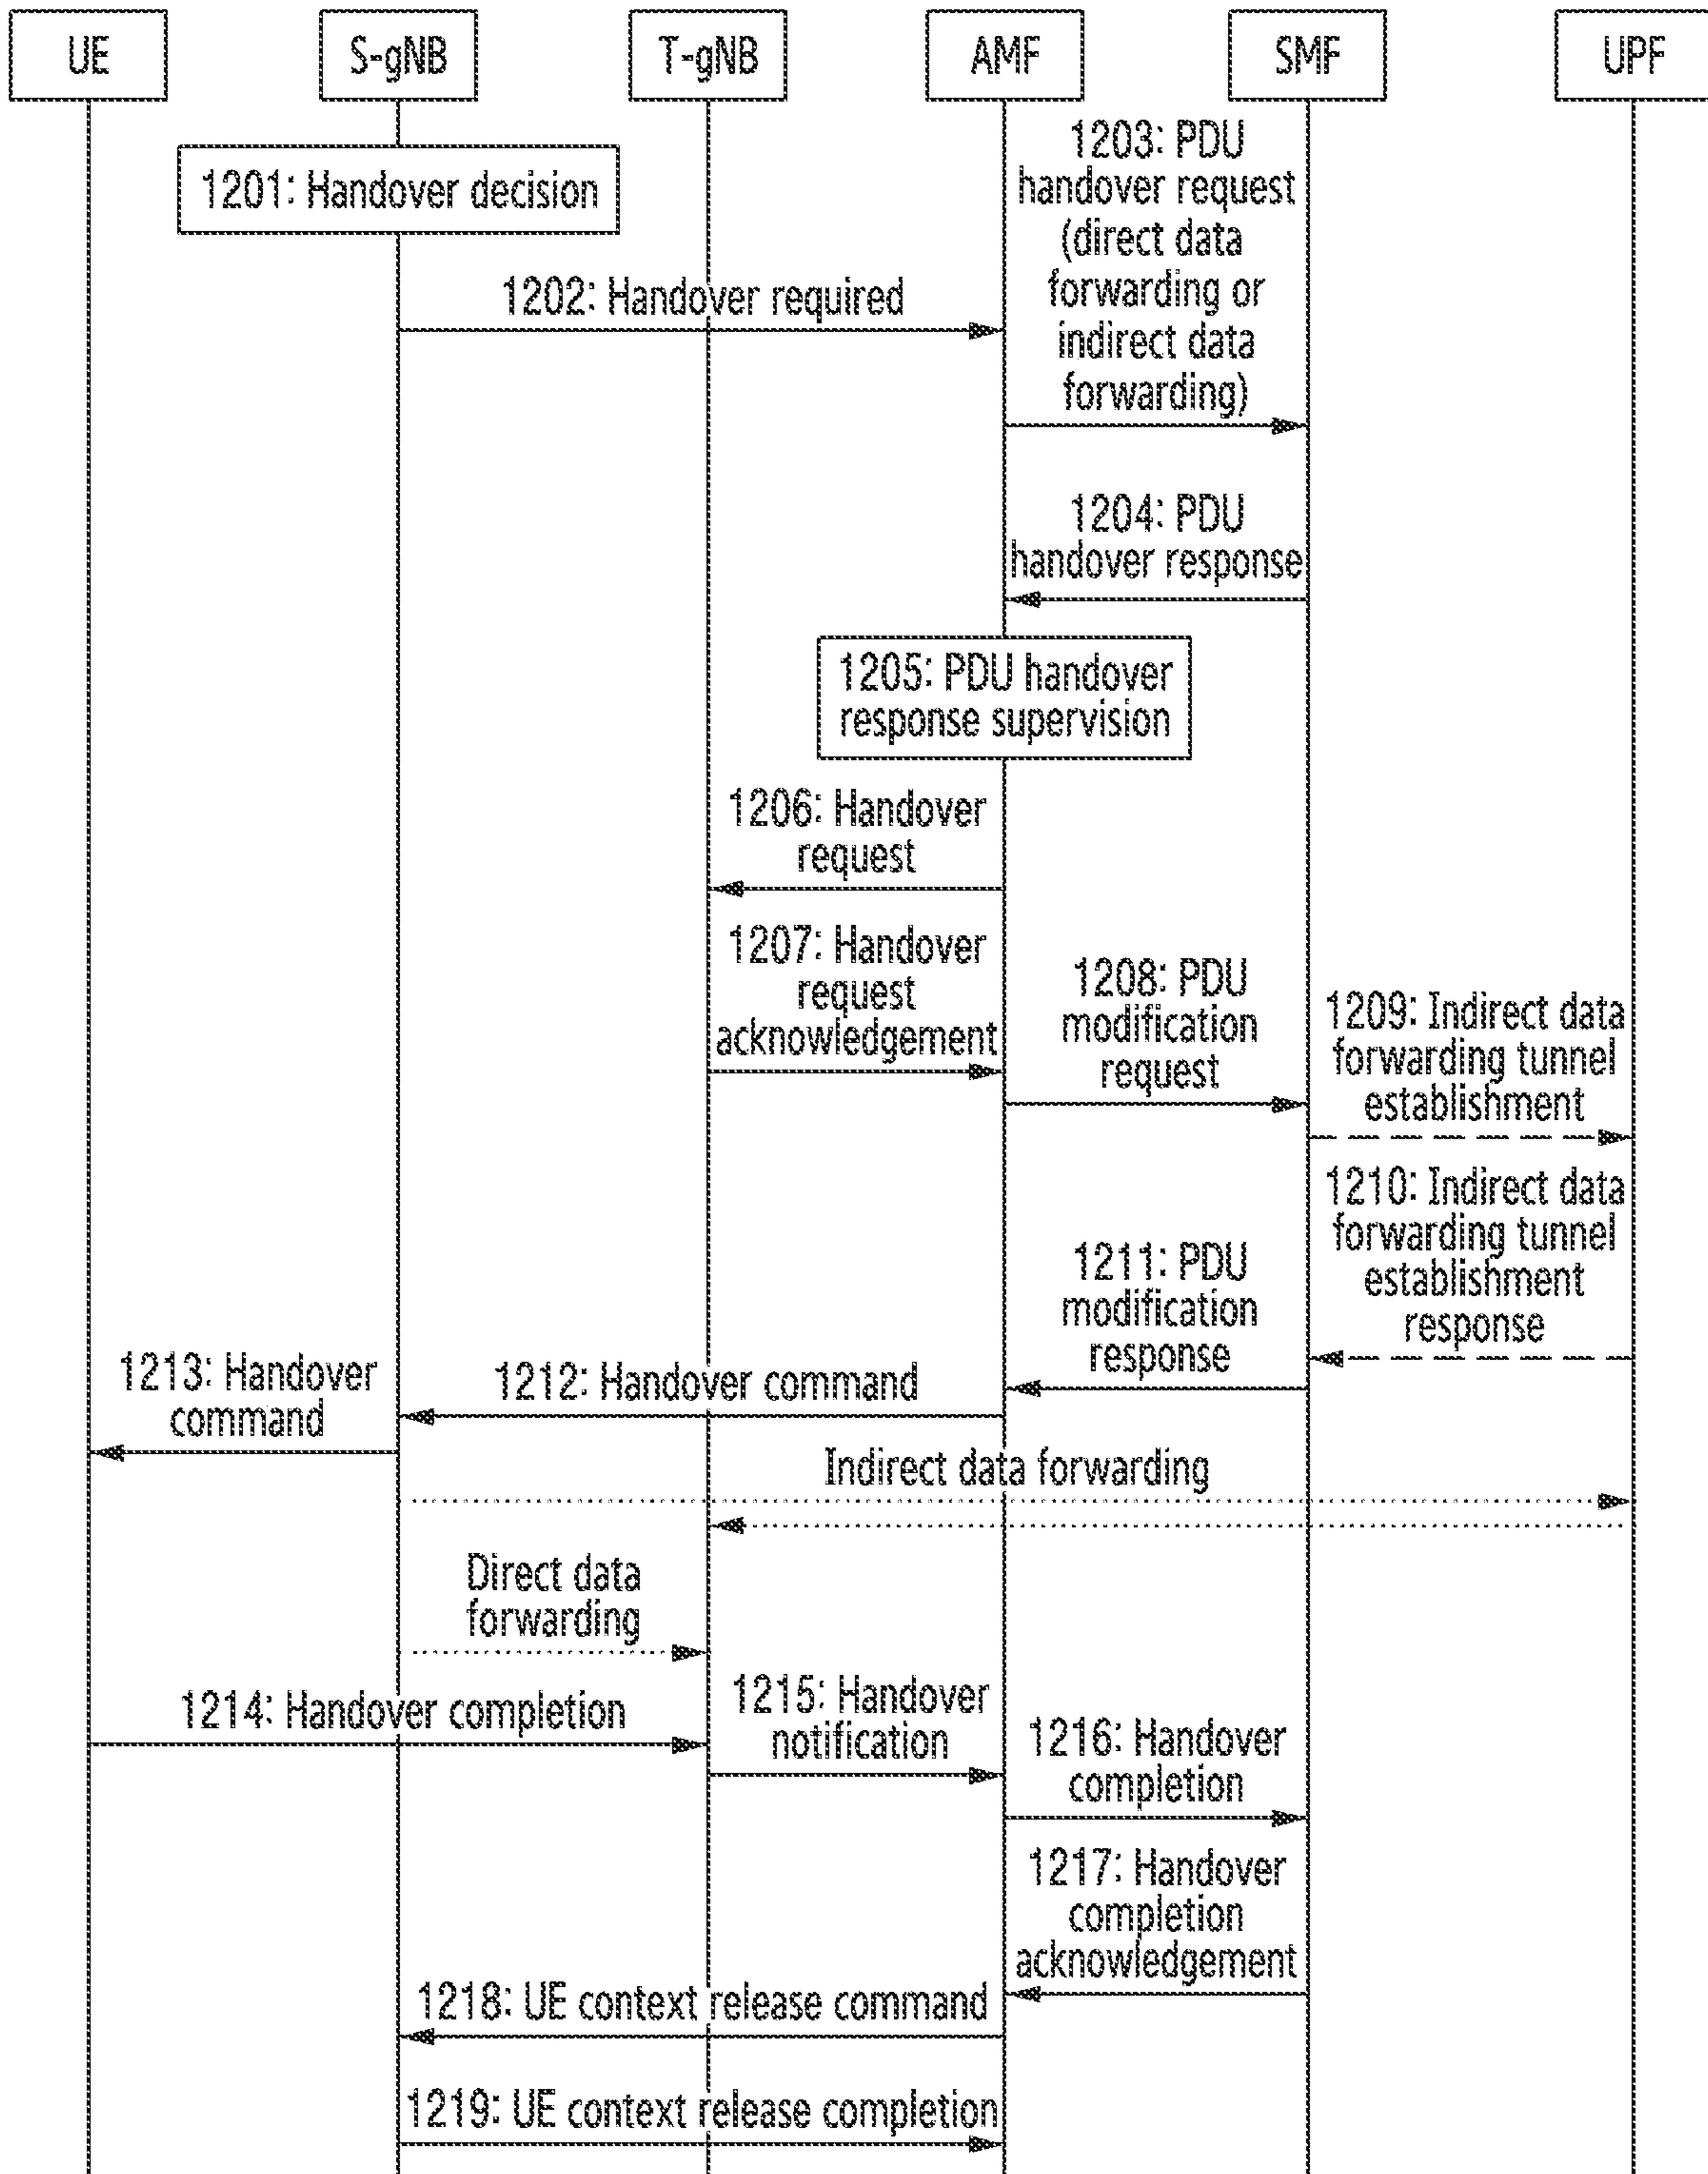 UE
S-gNB
T-gNB
AMF
SMF
UPF
1201: Handover decision
1202: Handover required
1203: PDU
handover request
(direct data
forwarding or
indirect data
forwarding)
1204: PDU
handover response
1205: PDU handover
response supervision
1206: Handover
request
1207: Handover
request
acknowledgement
1208: PDU
modification
request
1209: Indirect data
forwarding tunnel
establishment
1210: Indirect data
forwarding tunnel
establishment
response
1211: PDU
modification
response
1212: Handover command
1213: Handover
command
Indirect data forwarding
Direct data
forwarding
1214: Handover completion
1215: Handover
notification
1216: Handover
completion
1217: Handover
completion
acknowledgement
1218: UE context release command
1219: UE context release completion